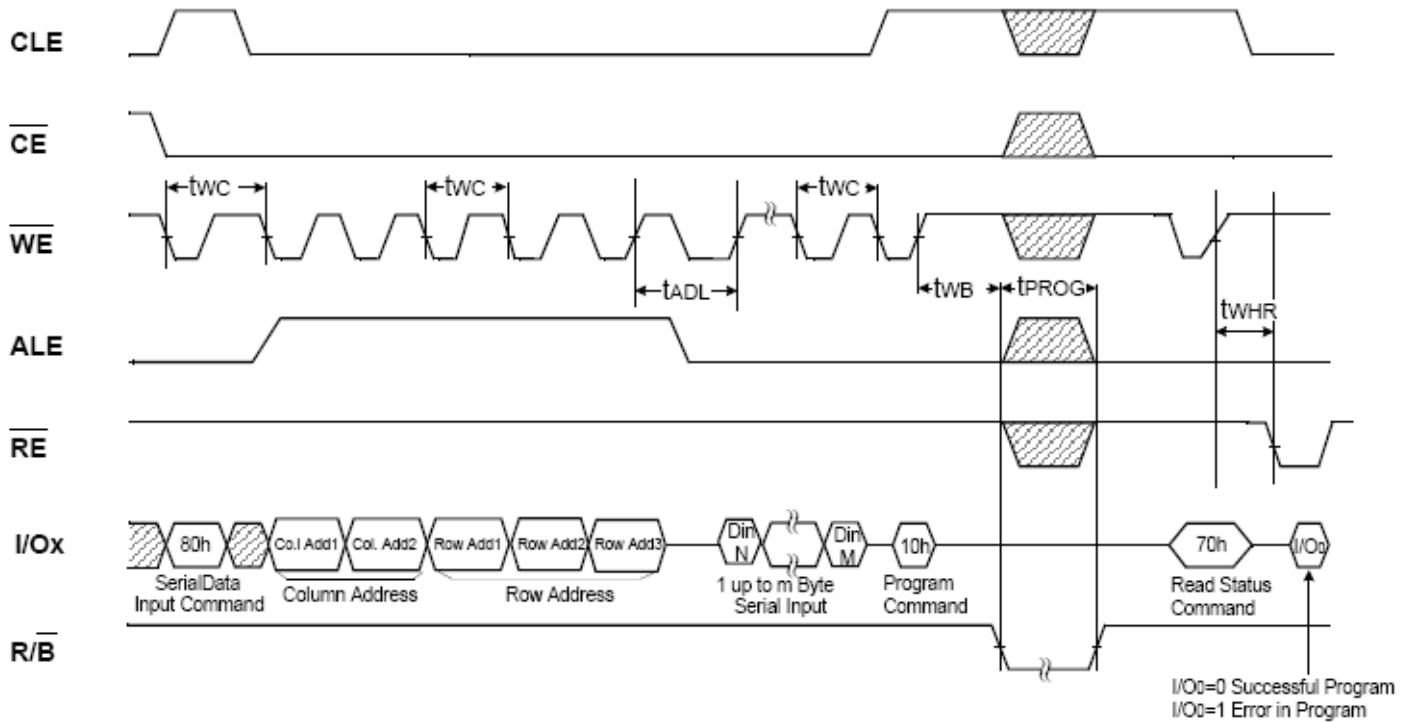 CLE
CE
tWC
tWC
tWC
WE
tADL
tWB
tPROG
tWHR
ALE
RE
I/Ox
80h
Co.l Add1
Col. Add2
Row Add1
Row Add2
Row Add3
Din
N
Din
M
10h
70h
I/O0
SerialData
Input Command
Column Address
Row Address
1 up to m Byte
Serial Input
Program
Command
Read Status
Command
R/B
I/O0=0 Successful Program
I/O0=1 Error in Program